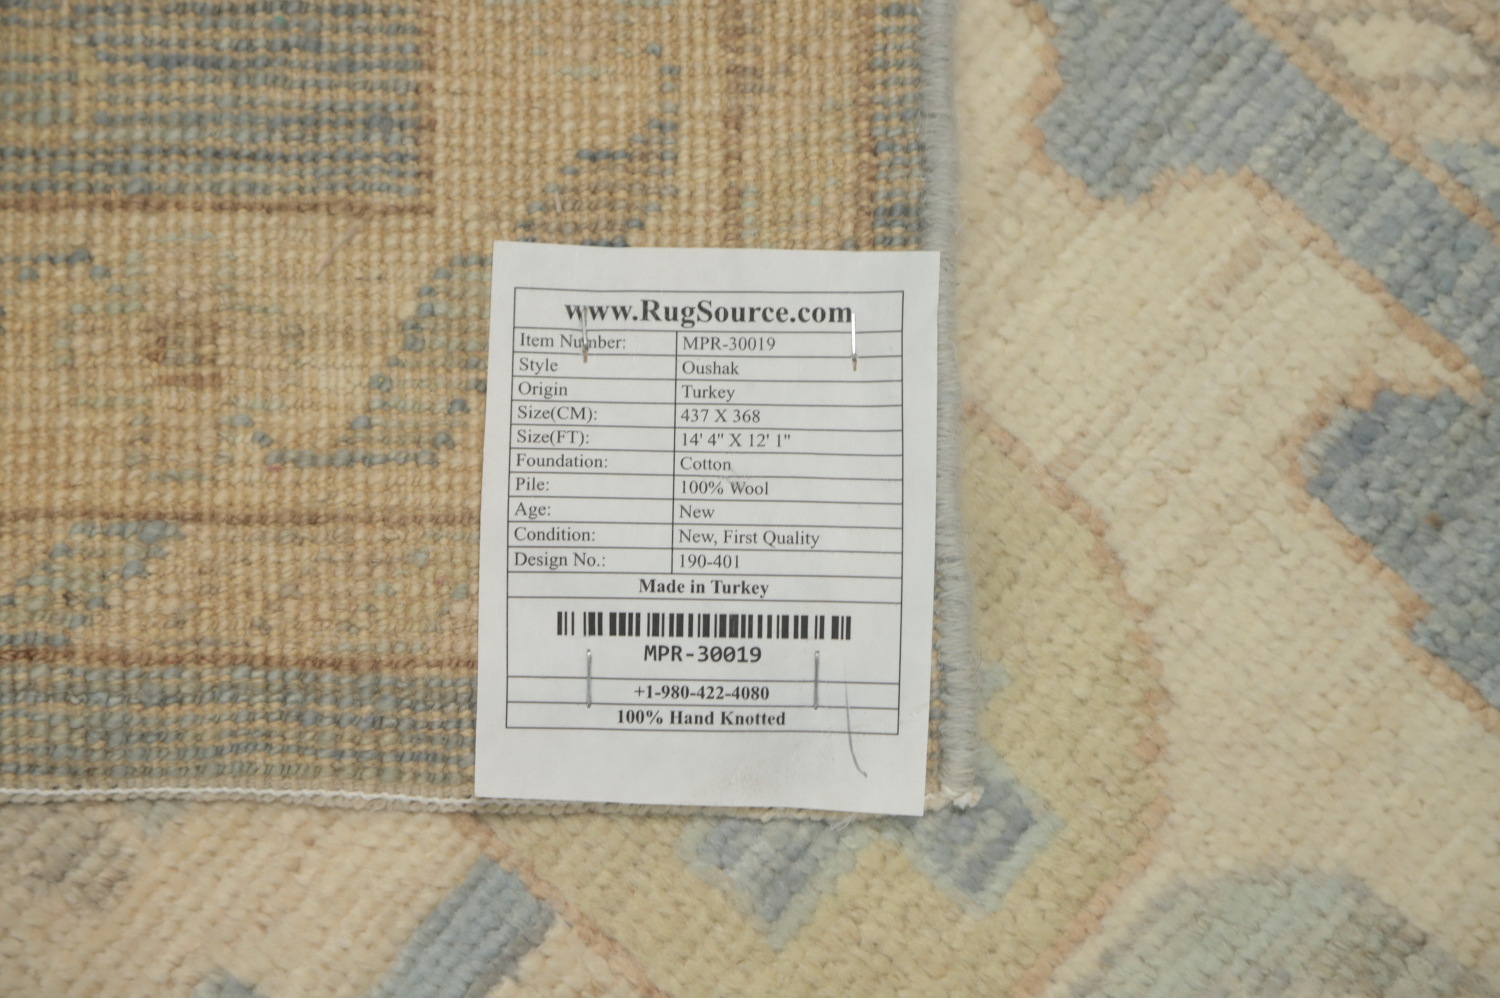 www.RugSource.com
Item Number: MPR-30019
Style Oushak
Origin Turkey
Size(CM): 437 X 368
Size(FT): 14' 4" X 12' 1"
Foundation: Cotton
Pile: 100% Wool
Age: New
Condition: New, First Quality
Design No.: 190-401
Made in Turkey
MPR-30019
+1-980-422-4080
100% Hand Knotted